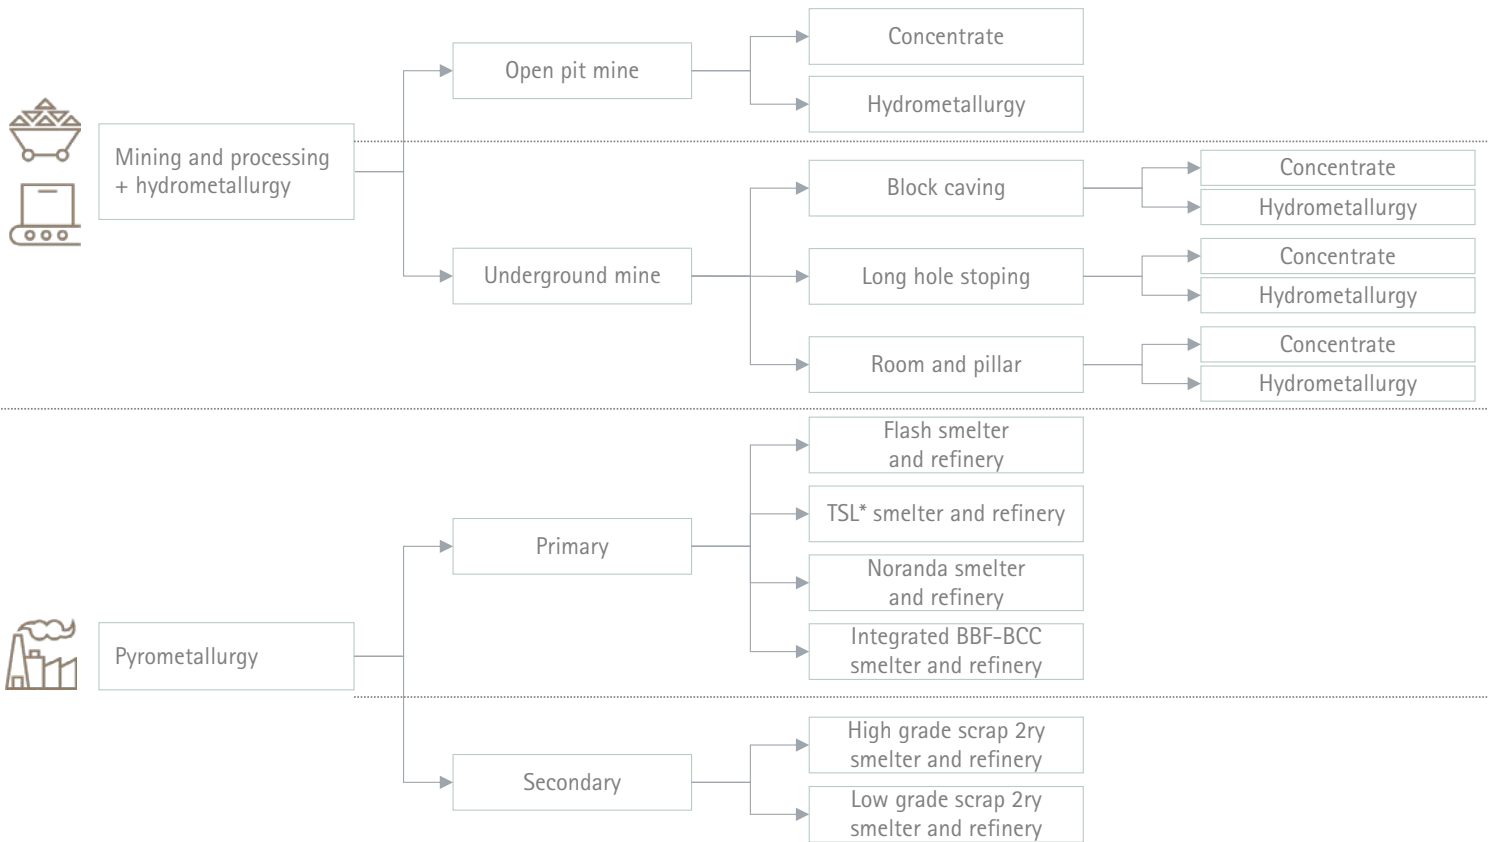 Mining and processing
+ hydrometallurgy
Open pit mine
Concentrate
Hydrometallurgy
Underground mine
Block caving
Concentrate
Hydrometallurgy
Long hole stoping
Concentrate
Hydrometallurgy
Room and pillar
Concentrate
Hydrometallurgy
Pyrometallurgy
Primary
Flash smelter
and refinery
TSL* smelter and refinery
Noranda smelter
and refinery
Integrated BBF-BCC
smelter and refinery
Secondary
High grade scrap 2ry
smelter and refinery
Low grade scrap 2ry
smelter and refinery